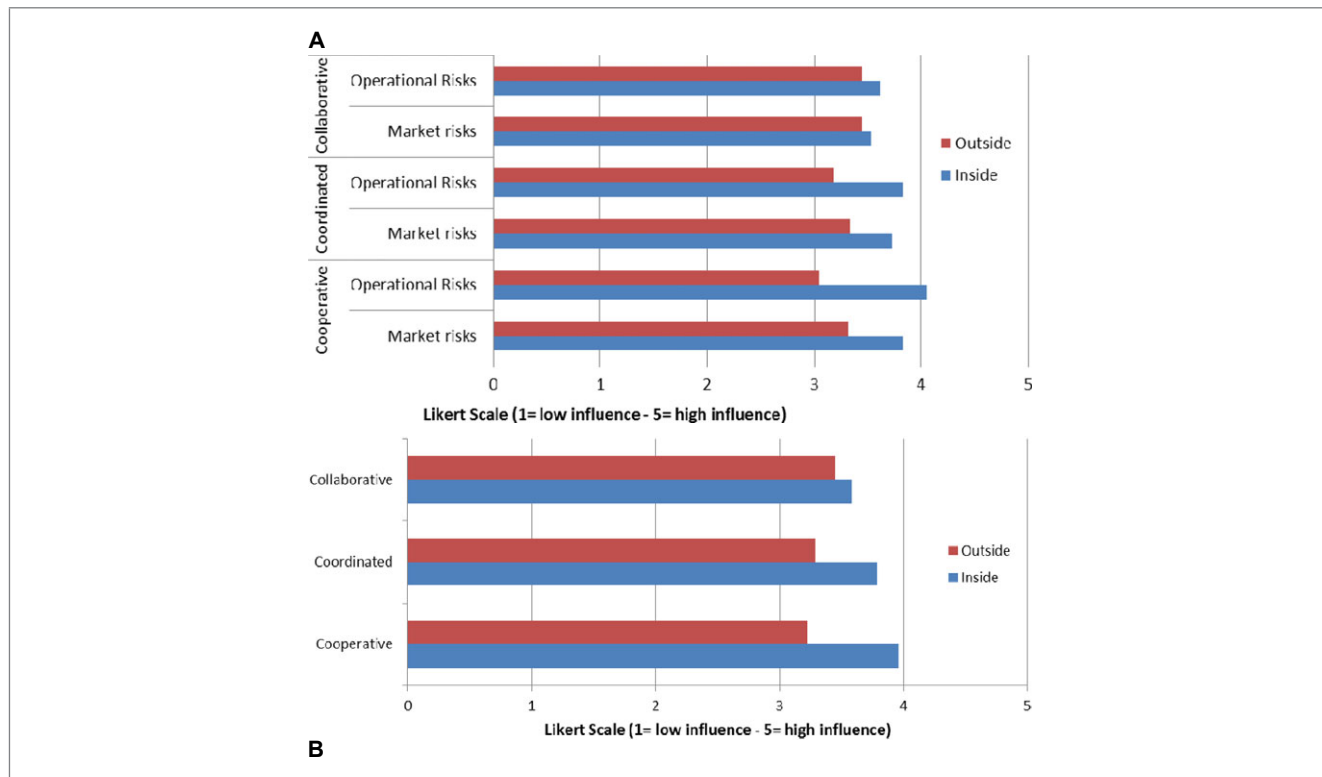 A
Collaborative
Operational Risks
Market risks
Outside
Inside
Coordinated
Operational Risks
Market risks
Cooperative
Operational Risks
Market risks
0 1 2 3 4 5
Likert Scale (1= low influence - 5= high influence)
Collaborative
Coordinated
Cooperative
Outside
Inside
0 1 2 3 4 5
Likert Scale (1= low influence - 5= high influence)
B